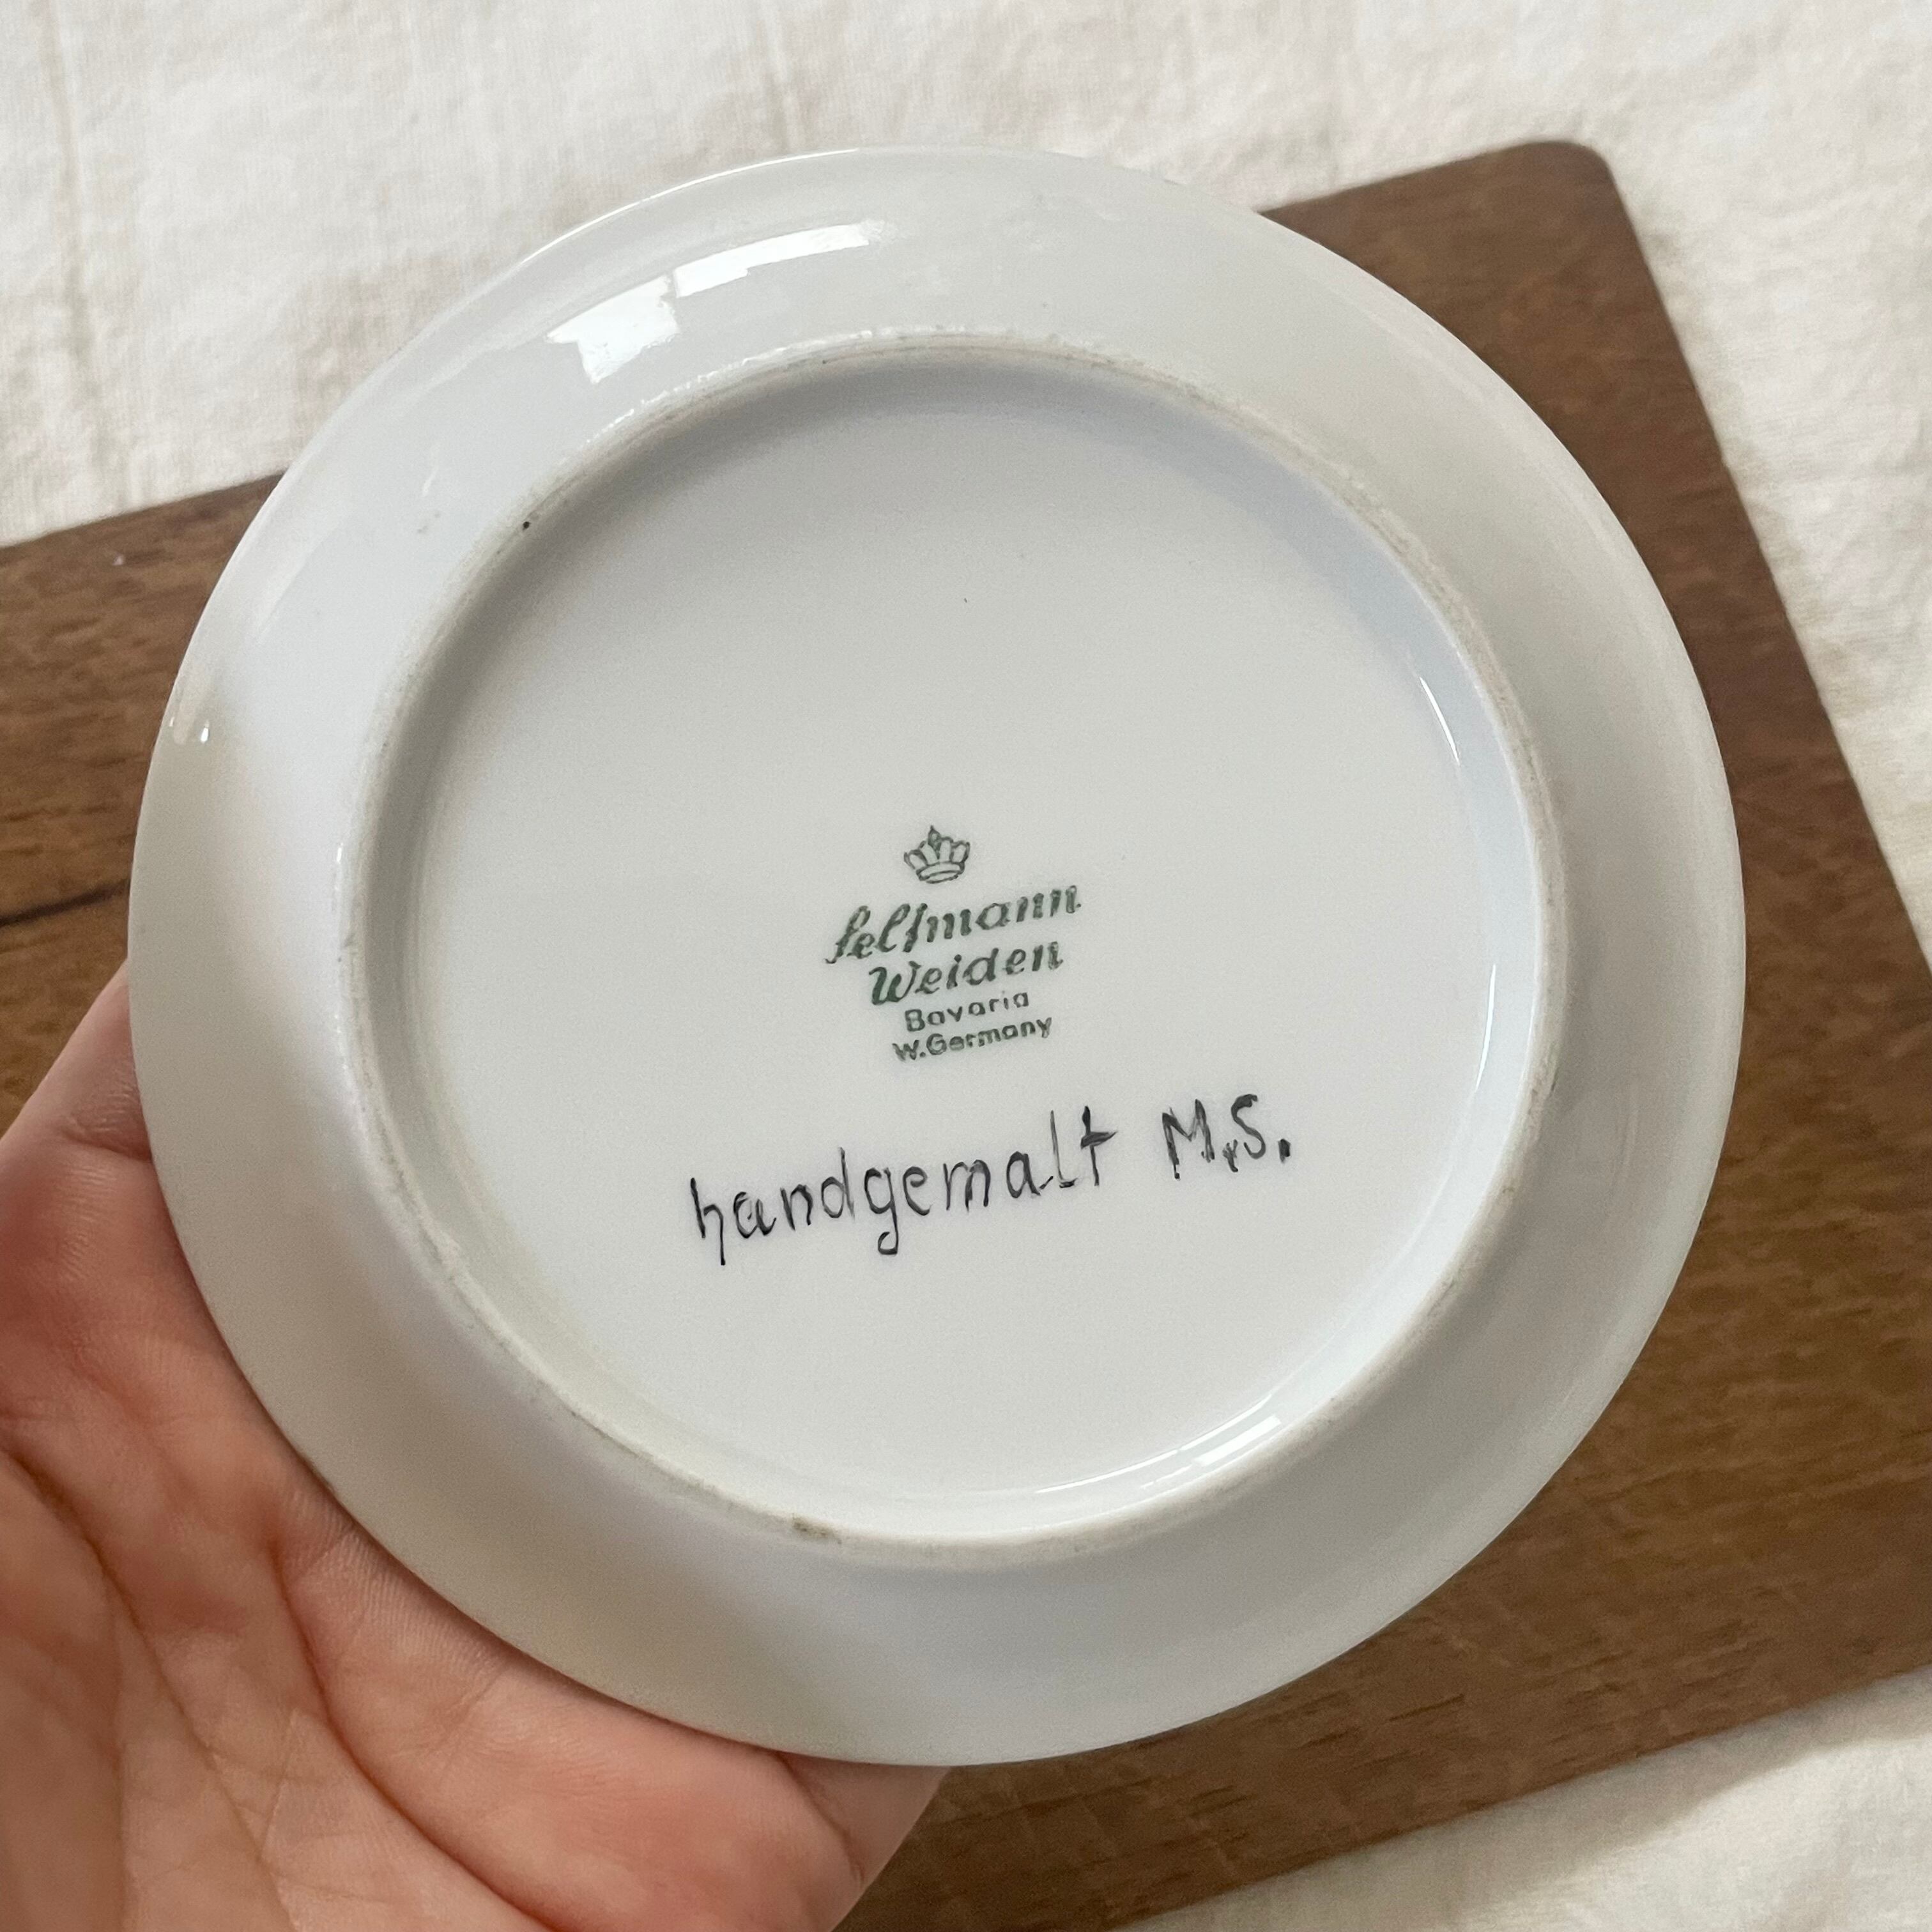 Seltmann
Weiden
Bavaria
W.Germany
handgemalt M.S.